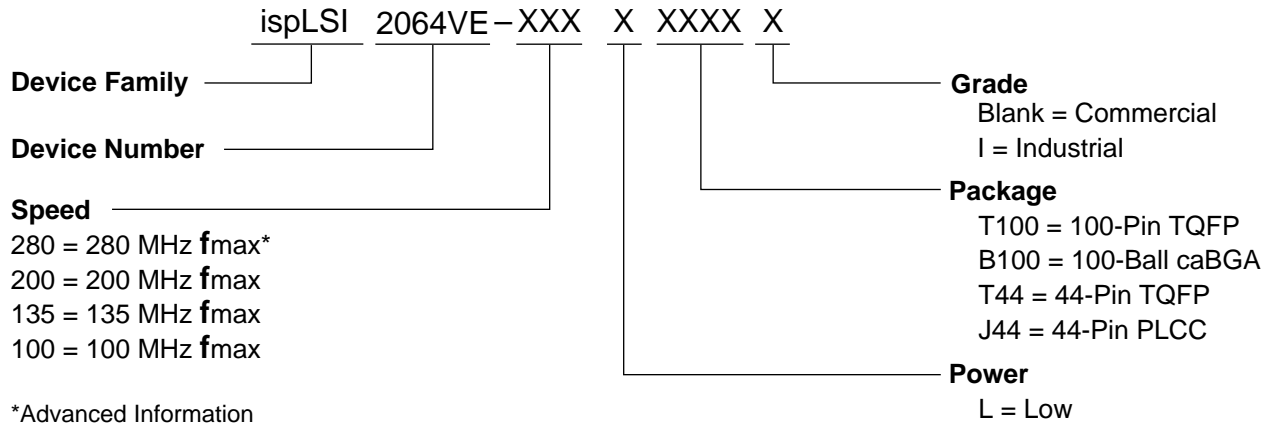 ispLSI 2064VE – XXX X XXXX X
Device Family
Device Number
Speed
280 = 280 MHz fmax*
200 = 200 MHz fmax
135 = 135 MHz fmax
100 = 100 MHz fmax
*Advanced Information
Grade
Blank = Commercial
I = Industrial
Package
T100 = 100-Pin TQFP
B100 = 100-Ball caBGA
T44 = 44-Pin TQFP
J44 = 44-Pin PLCC
Power
L = Low